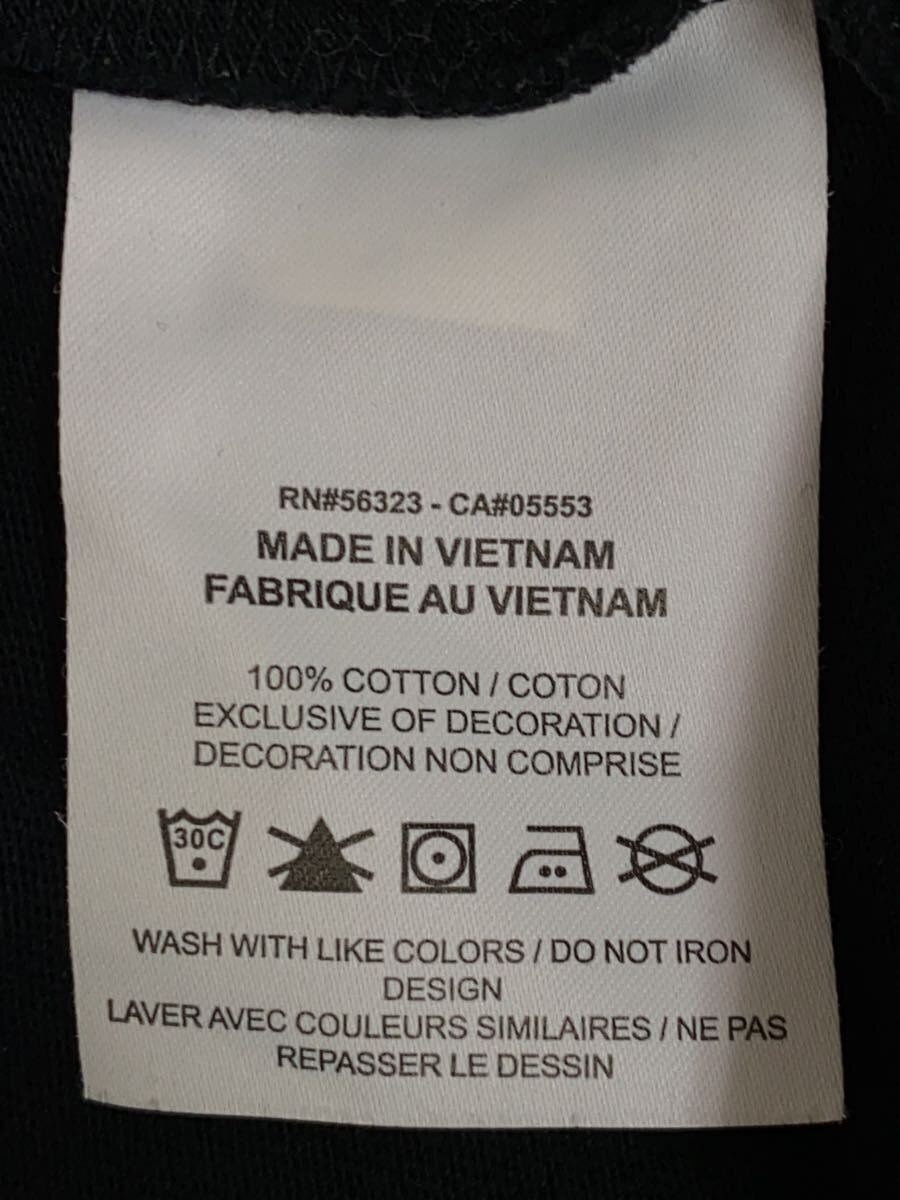 RN#56323 - CA#05553
MADE IN VIETNAM
FABRIQUE AU VIETNAM
100% COTTON / COTON
EXCLUSIVE OF DECORATION /
DECORATION NON COMPRISE
30C
WASH WITH LIKE COLORS / DO NOT IRON
DESIGN
LAVER AVEC COULEURS SIMILAIRES / NE PAS
REPASSER LE DESSIN